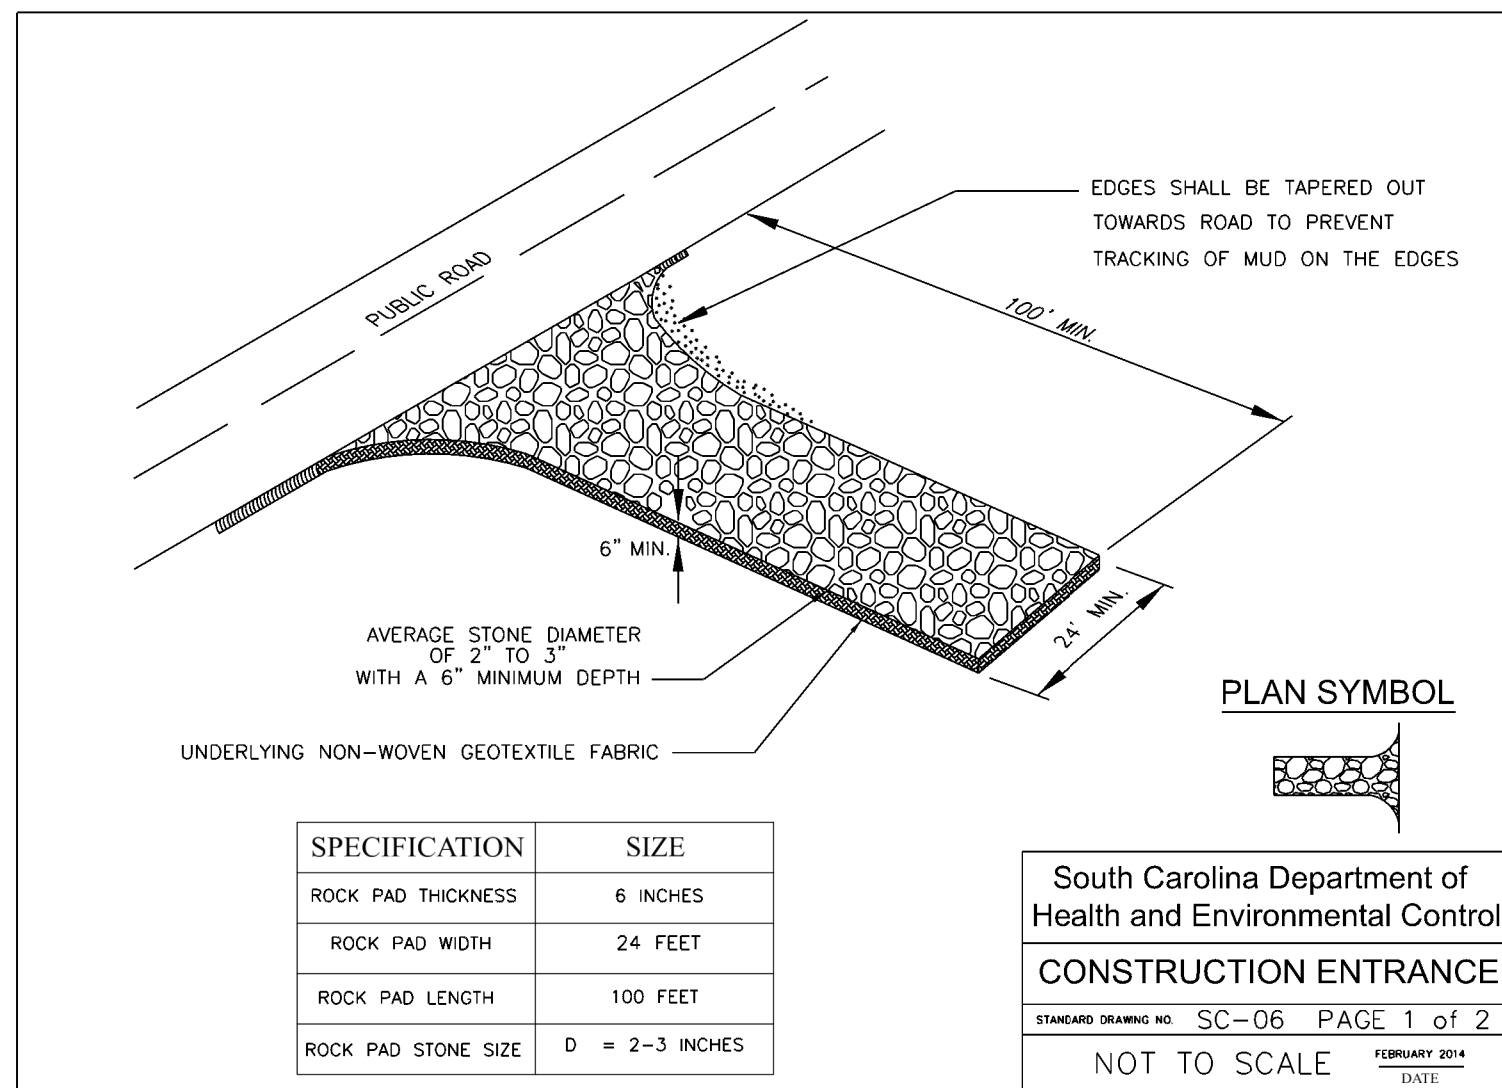 PUBLIC ROAD
EDGES SHALL BE TAPERED OUT
TOWARDS ROAD TO PREVENT
TRACKING OF MUD ON THE EDGES
100' MIN.
6" MIN.
24' MIN.
AVERAGE STONE DIAMETER
OF 2" TO 3"
WITH A 6" MINIMUM DEPTH
UNDERLYING NON-WOVEN GEOTEXTILE FABRIC
PLAN SYMBOL
SPECIFICATION SIZE
ROCK PAD THICKNESS 6 INCHES
ROCK PAD WIDTH 24 FEET
ROCK PAD LENGTH 100 FEET
ROCK PAD STONE SIZE D = 2-3 INCHES
South Carolina Department of
Health and Environmental Control
CONSTRUCTION ENTRANCE
STANDARD DRAWING NO. SC-06 PAGE 1 of 2
NOT TO SCALE FEBRUARY 2014
DATE